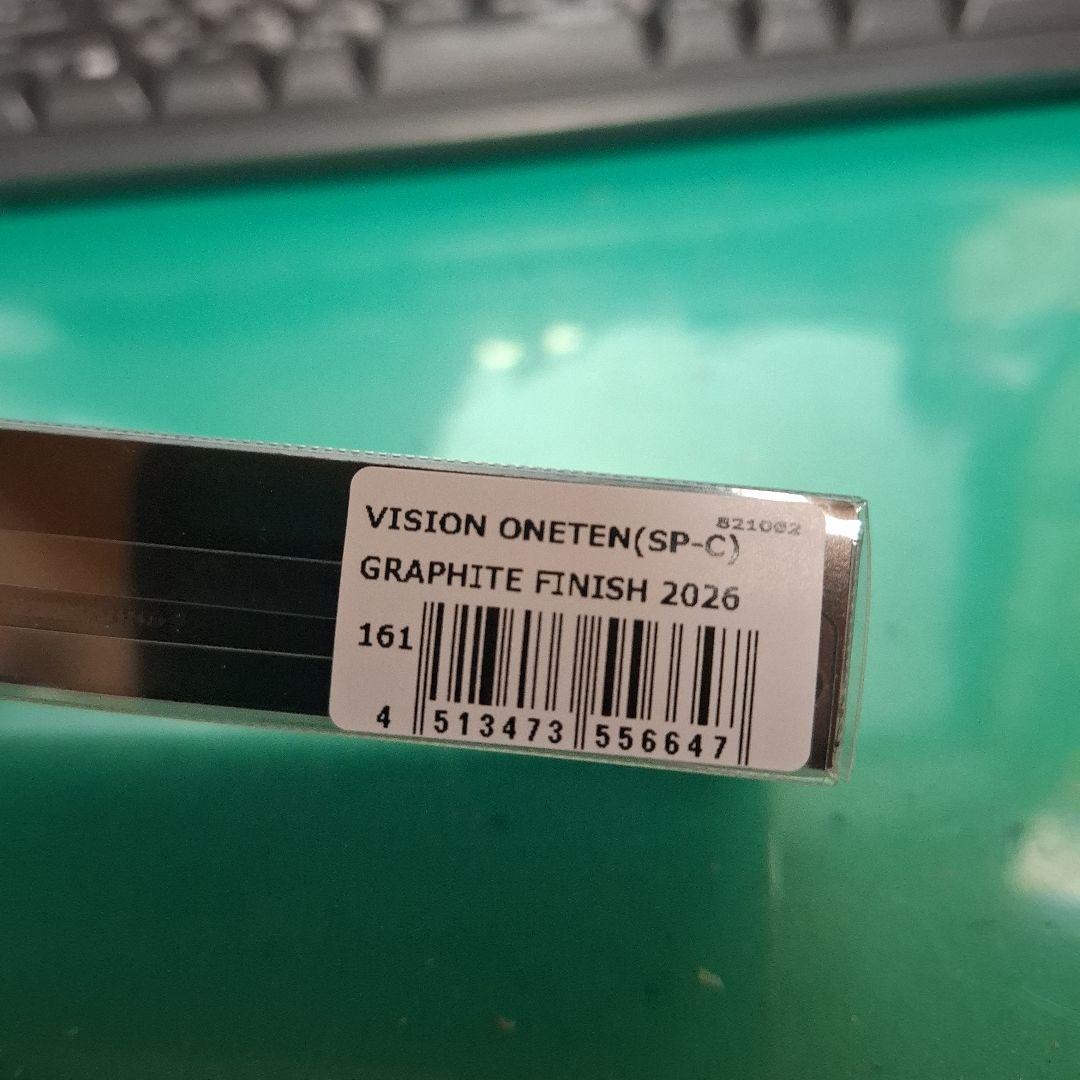 821002
VISION ONETEN(SP-C)
GRAPHITE FINISH 2026
161
4 513473 556647